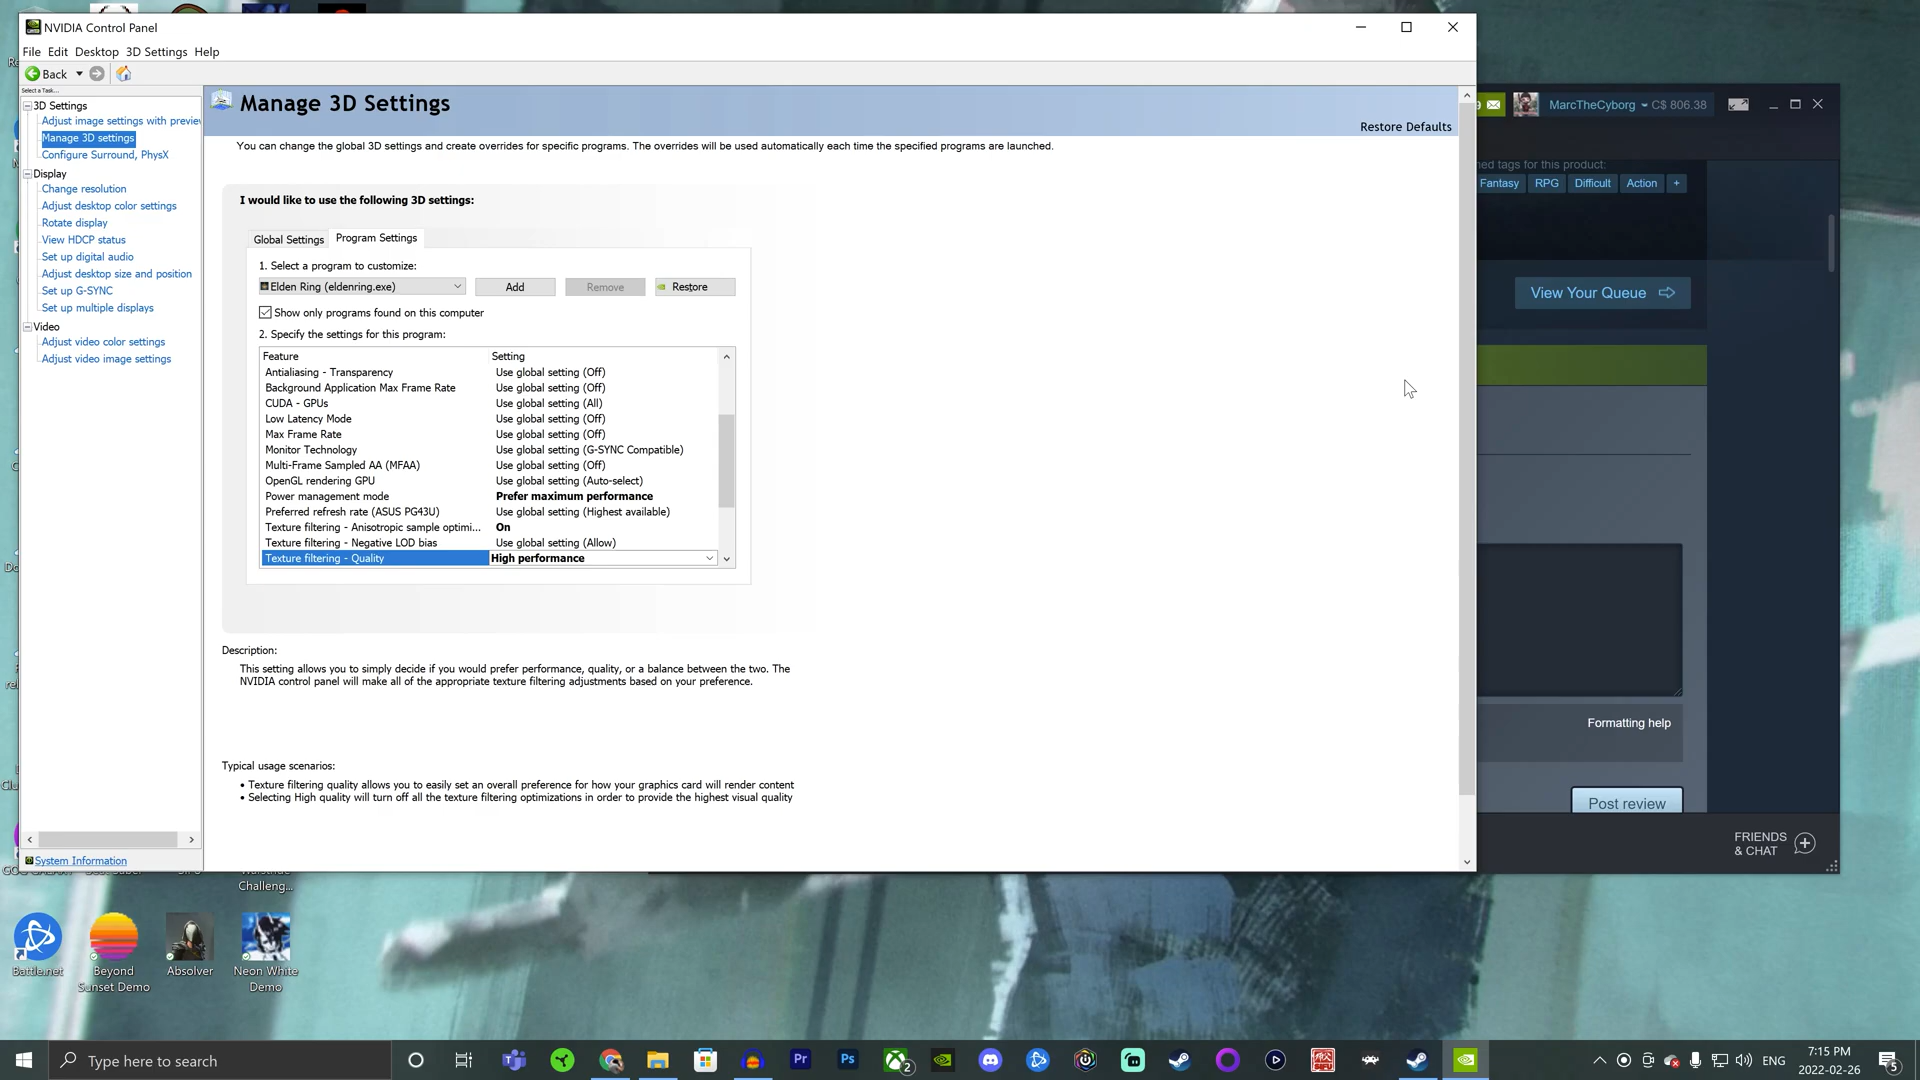 NVIDIA Control Panel
File Edit Desktop 3D Settings Help
Back
Select a Task...
3D Settings
Adjust image settings with preview
Manage 3D settings
Configure Surround, PhysX
Display
Change resolution
Adjust desktop color settings
Rotate display
View HDCP status
Set up digital audio
Adjust desktop size and position
Set up G-SYNC
Set up multiple displays
Video
Adjust video color settings
Adjust video image settings
System Information
Manage 3D Settings
Restore Defaults
You can change the global 3D settings and create overrides for specific programs. The overrides will be used automatically each time the specified programs are launched.
I would like to use the following 3D settings:
Global Settings Program Settings
1. Select a program to customize:
Elden Ring (eldenring.exe) Add Remove Restore
Show only programs found on this computer
2. Specify the settings for this program:
Feature Setting
Antialiasing - Transparency Use global setting (Off)
Background Application Max Frame Rate Use global setting (Off)
CUDA - GPUs Use global setting (All)
Low Latency Mode Use global setting (Off)
Max Frame Rate Use global setting (Off)
Monitor Technology Use global setting (G-SYNC Compatible)
Multi-Frame Sampled AA (MFAA) Use global setting (Off)
OpenGL rendering GPU Use global setting (Auto-select)
Power management mode Prefer maximum performance
Preferred refresh rate (ASUS PG43U) Use global setting (Highest available)
Texture filtering - Anisotropic sample optimi... On
Texture filtering - Negative LOD bias Use global setting (Allow)
Texture filtering - Quality High performance
Description:
This setting allows you to simply decide if you would prefer performance, quality, or a balance between the two. The
NVIDIA control panel will make all of the appropriate texture filtering adjustments based on your preference.
Typical usage scenarios:
• Texture filtering quality allows you to easily set an overall preference for how your graphics card will render content
• Selecting High quality will turn off all the texture filtering optimizations in order to provide the highest visual quality
MarcTheCyborg C$ 806.38
tags for this product:
Fantasy RPG Difficult Action +
View Your Queue
Formatting help
Post review
FRIENDS
& CHAT
Challeng...
Battle.net
Beyond
Sunset Demo
Absolver
Neon White
Demo
Type here to search
Pr
Ps
2
SIFU
ENG
7:15 PM
2022-02-26
5